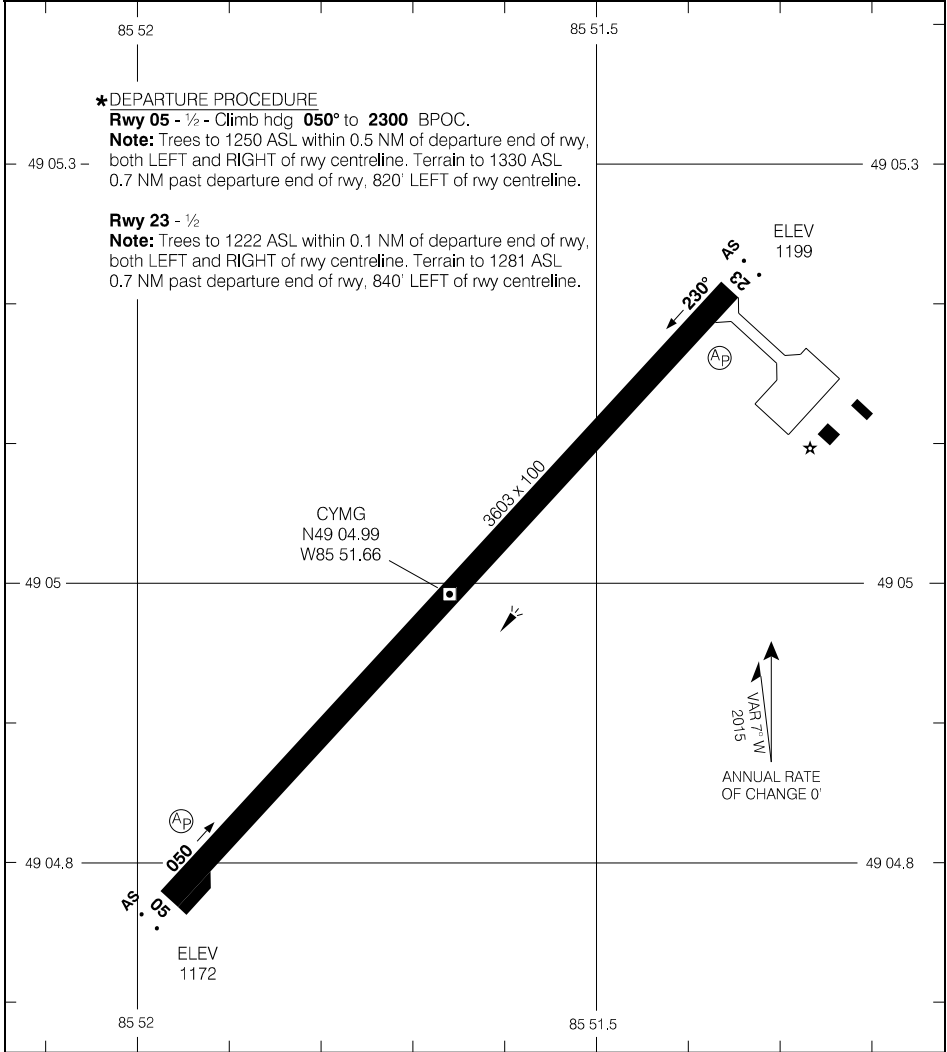 85 52
85 51.5
*DEPARTURE PROCEDURE
Rwy 05 - ½ - Climb hdg 050° to 2300 BPOC.
Note: Trees to 1250 ASL within 0.5 NM of departure end of rwy,
both LEFT and RIGHT of rwy centreline. Terrain to 1330 ASL
0.7 NM past departure end of rwy, 820' LEFT of rwy centreline.
49 05.3
49 05.3
Rwy 23 - ½
Note: Trees to 1222 ASL within 0.1 NM of departure end of rwy,
both LEFT and RIGHT of rwy centreline. Terrain to 1281 ASL
0.7 NM past departure end of rwy, 840' LEFT of rwy centreline.
ELEV
1199
AS
23
230°
AP
3603 x 100
CYMG
N49 04.99
W85 51.66
49 05
49 05
VAR 7° W
2015
ANNUAL RATE
OF CHANGE 0'
AP
050
49 04.8
49 04.8
AS
05
ELEV
1172
85 52
85 51.5